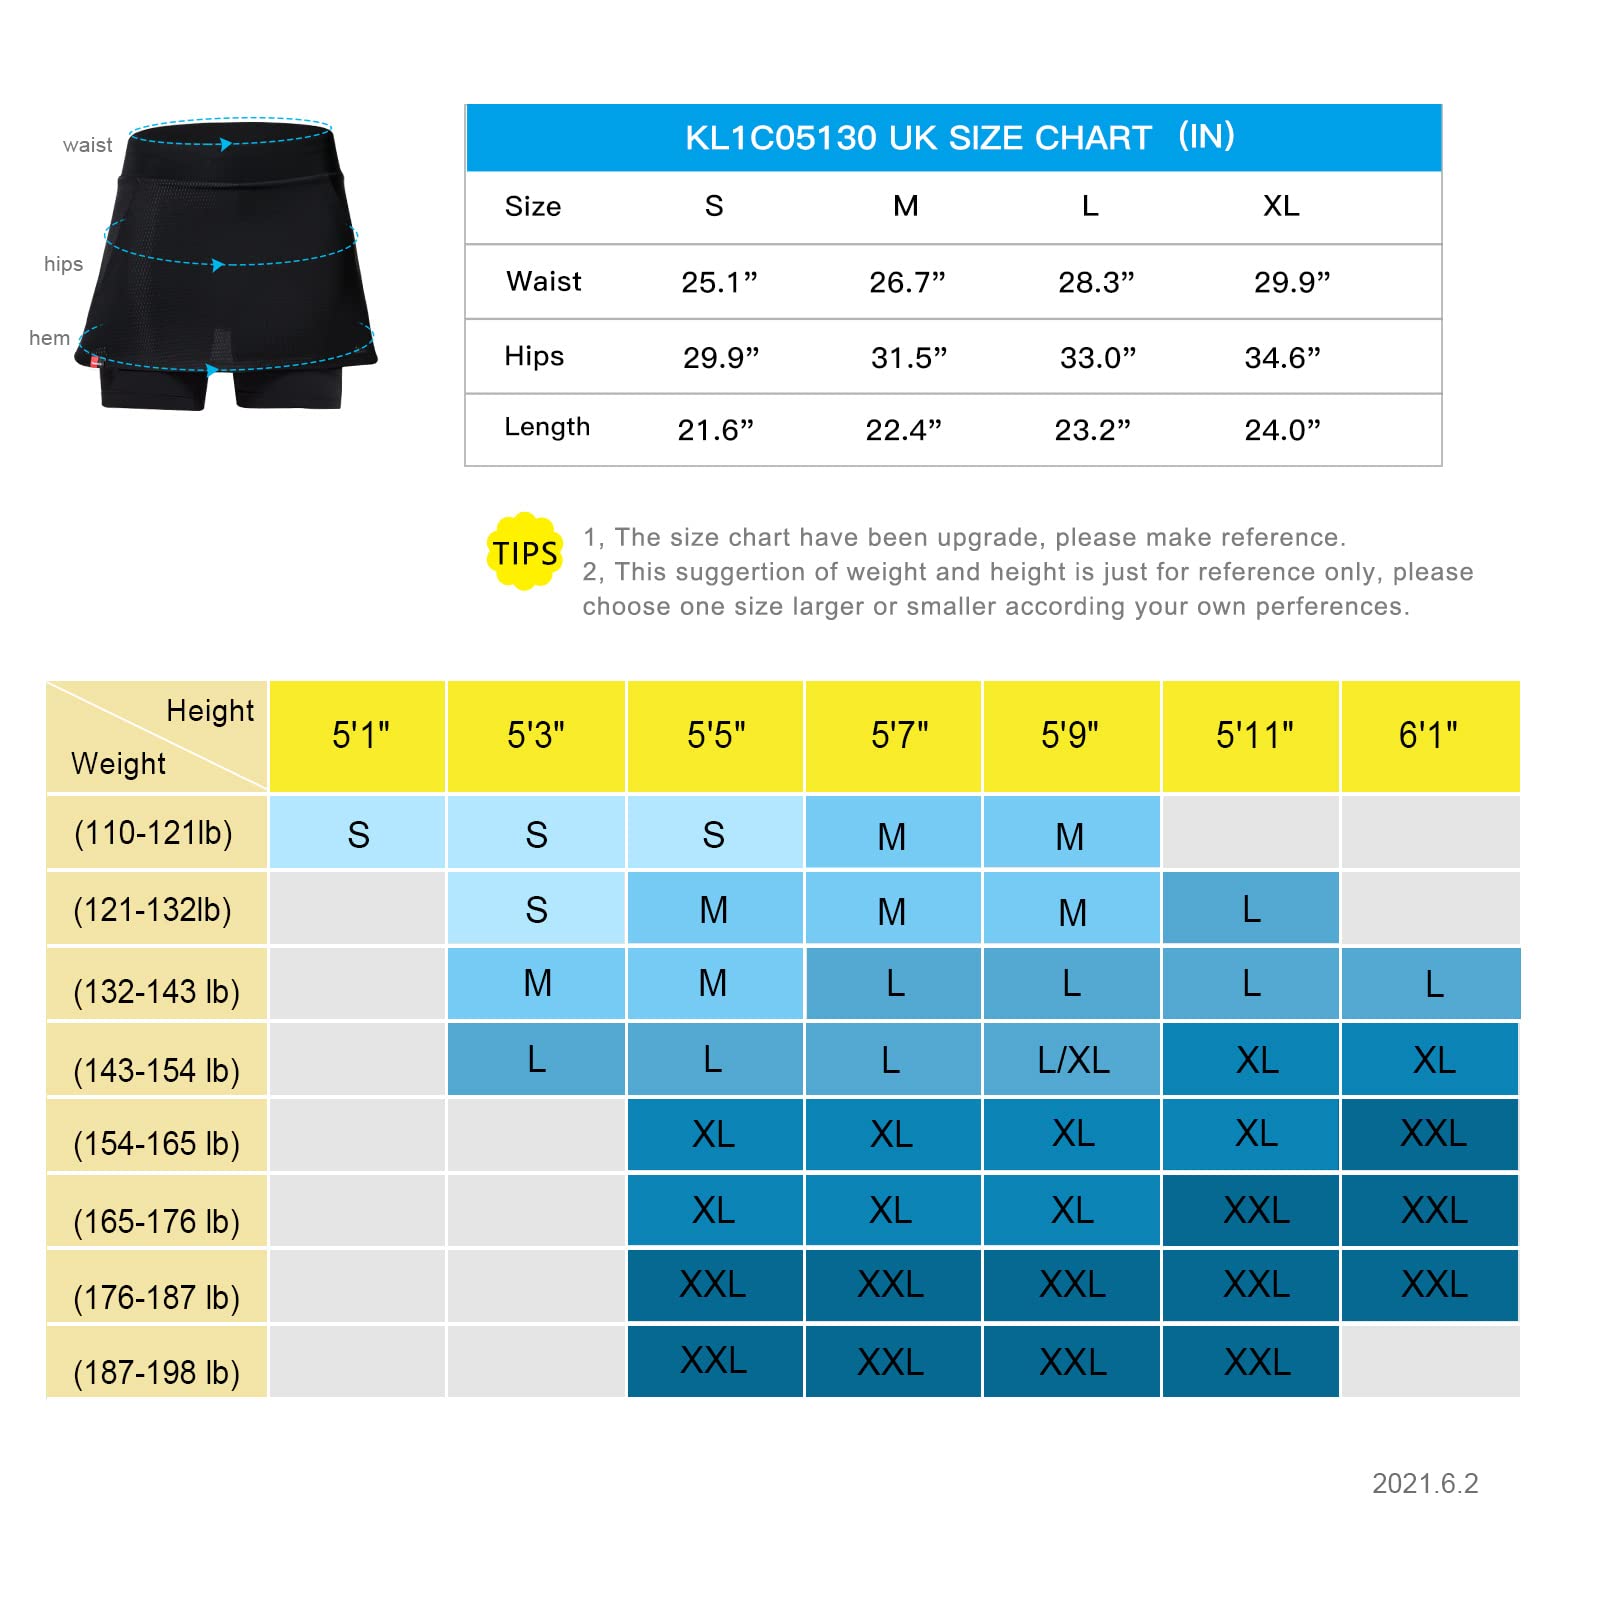 waist
hips
hem
KL1C05130 UK SIZE CHART (IN)
Size S M L XL
Waist 25.1” 26.7” 28.3” 29.9”
Hips 29.9” 31.5” 33.0” 34.6”
Length 21.6” 22.4” 23.2” 24.0”
TIPS
1, The size chart have been upgrade, please make reference.
2, This suggertion of weight and height is just for reference only, please
choose one size larger or smaller according your own perferences.
Height 5'1" 5'3" 5'5" 5'7" 5'9" 5'11" 6'1"
Weight
(110-121lb) S S S M M
(121-132lb) S M M M L
(132-143 lb) M M L L L L
(143-154 lb) L L L L/XL XL XL
(154-165 lb) XL XL XL XL XXL
(165-176 lb) XL XL XL XXL XXL
(176-187 lb) XXL XXL XXL XXL XXL
(187-198 lb) XXL XXL XXL XXL
2021.6.2